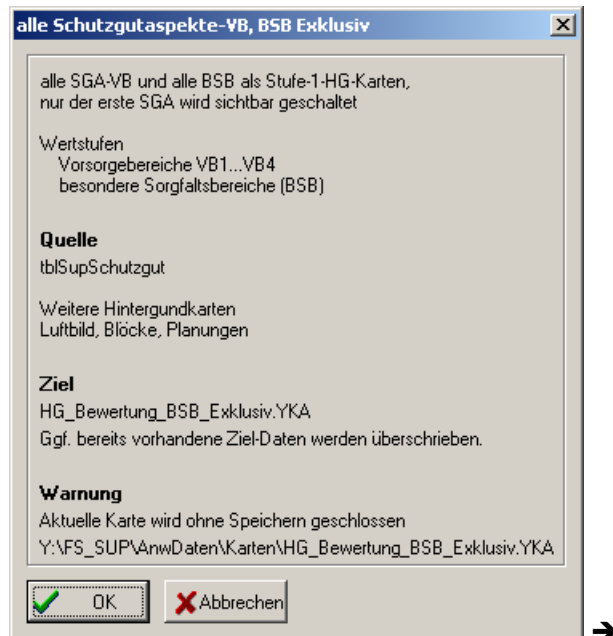 alle Schutzgutaspekte-VB, BSB Exklusiv
alle SGA-VB und alle BSB als Stufe-1-HG-Karten,
nur der erste SGA wird sichtbar geschaltet
Wertstufen
Vorsorgebereiche VB1...VB4
besondere Sorgfaltsbereiche (BSB)
Quelle
tblSupSchutzgut
Weitere Hintergundkarten
Luftbild, Blöcke, Planungen
Ziel
HG_Bewertung_BSB_Exklusiv.YKA
Ggf. bereits vorhandene Ziel-Daten werden überschrieben.
Warnung
Aktuelle Karte wird ohne Speichern geschlossen
Y:\FS_SUP\AnwDaten\Karten\HG_Bewertung_BSB_Exklusiv.YKA
OK
Abbrechen